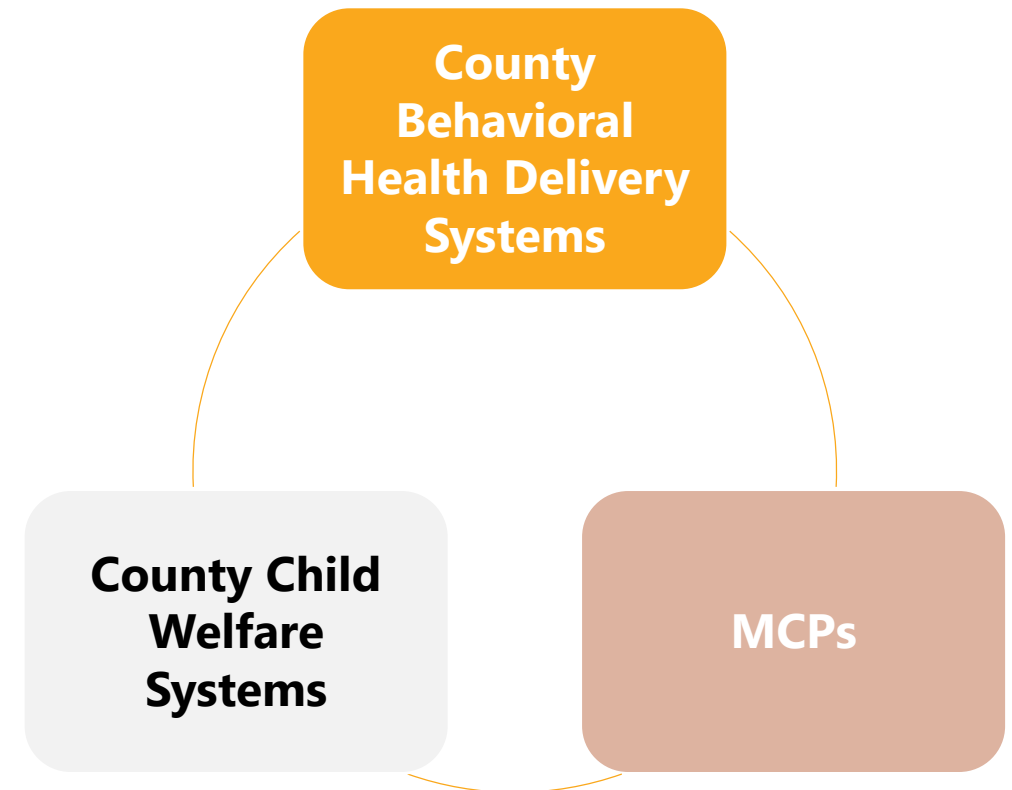 County
Behavioral
Health Delivery
Systems
County Child
Welfare
Systems
MCPs